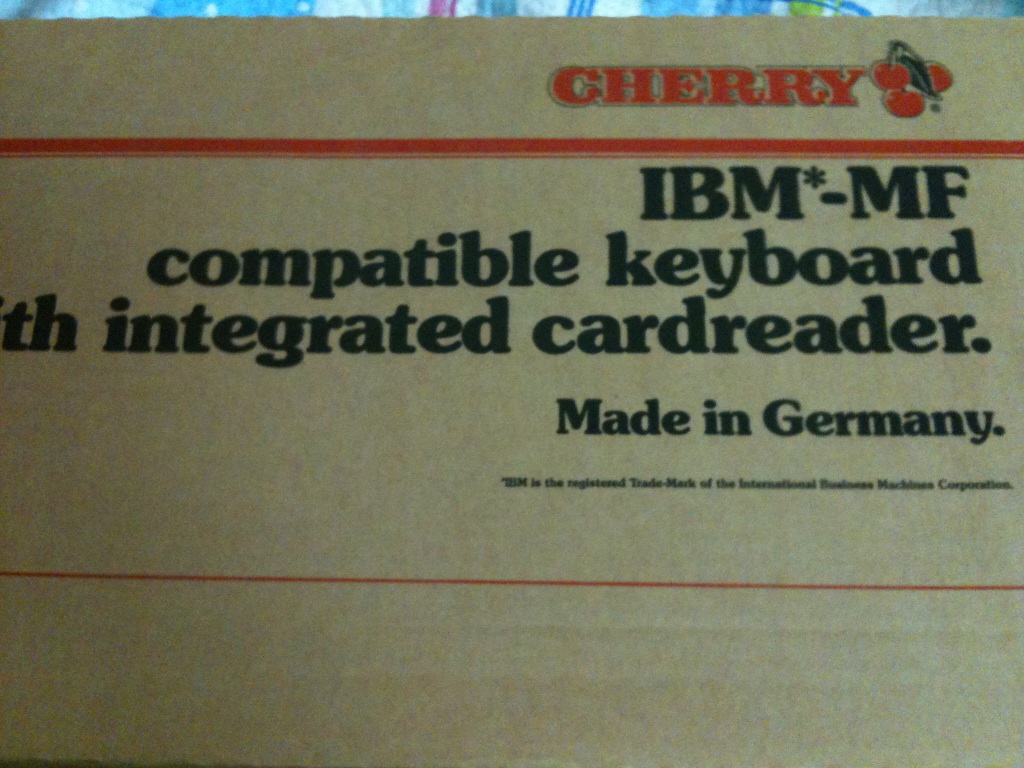 CHERRY
IBM*-MF
compatible keyboard
ith integrated cardreader.
Made in Germany.
*IBM is the registered Trade-Mark of the International Business Machines Corporation.